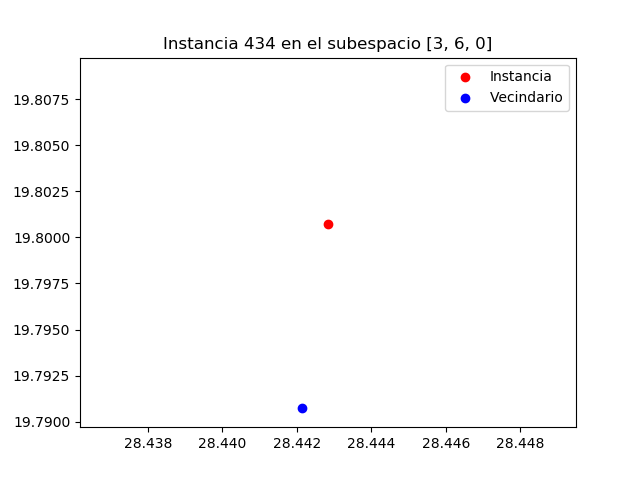 Instancia 434 en el subespacio [3, 6, 0]
Instancia
Vecindario
19.8075
19.8050
19.8025
19.8000
19.7975
19.7950
19.7925
19.7900
28.438 28.440 28.442 28.444 28.446 28.448